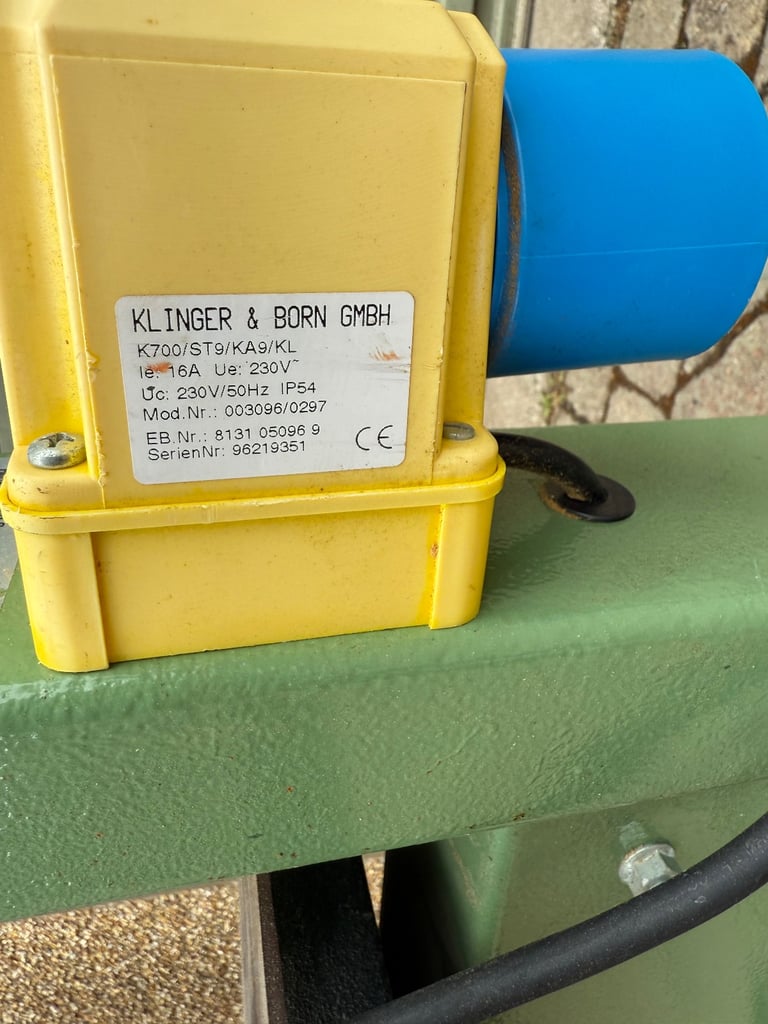 KLINGER & BORN GMBH
K700/ST9/KA9/KL
Ie: 16A Ue: 230V~
Uc: 230V/50Hz IP54
Mod.Nr.: 003096/0297
EB.Nr.: 8131 05096 9
SerienNr: 96219351
CE